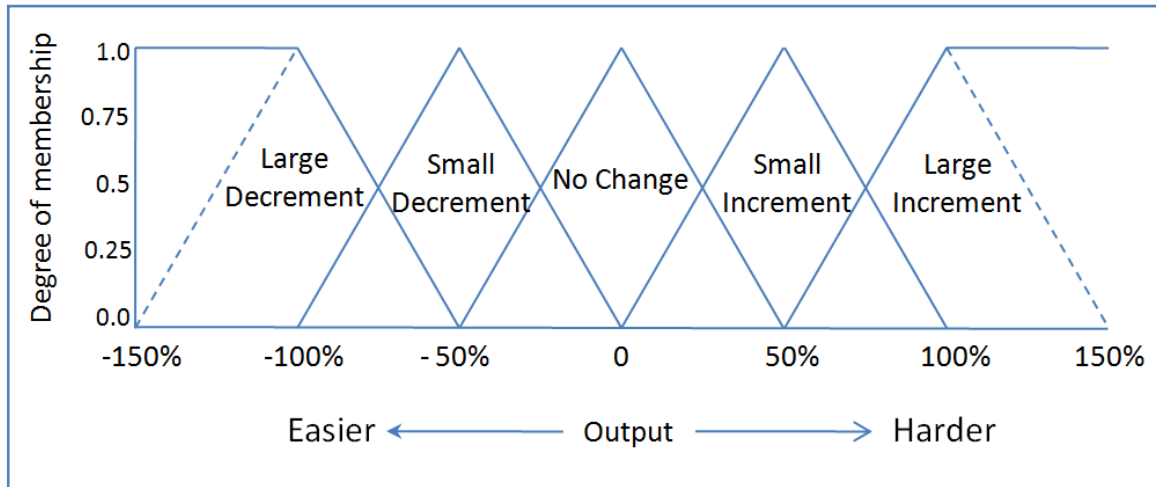 Degree of membership
1.0
0.75
0.5
0.25
0.0
Large
Decrement
Small
Decrement
No Change
Small
Increment
Large
Increment
-150%
-100%
- 50%
0
50%
100%
150%
Easier
Output
Harder